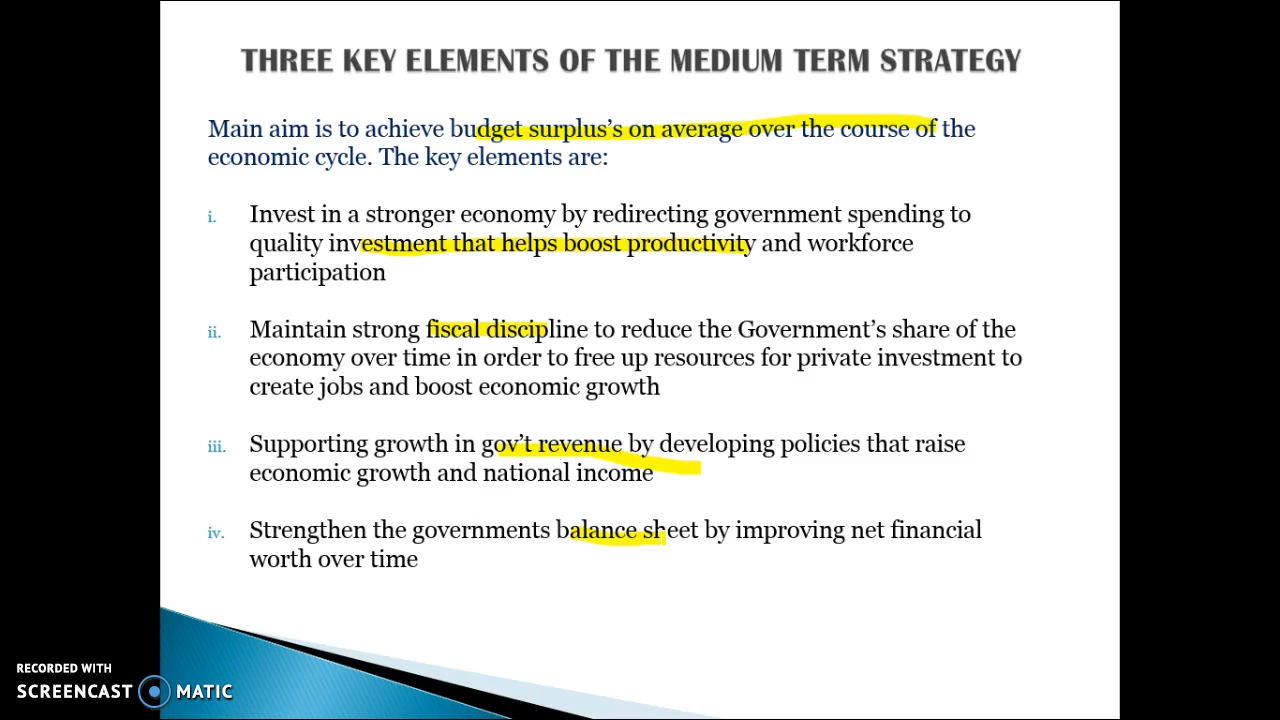 THREE KEY ELEMENTS OF THE MEDIUM TERM STRATEGY
Main aim is to achieve budget surplus’s on average over the course of the
economic cycle. The key elements are:
i. Invest in a stronger economy by redirecting government spending to
quality investment that helps boost productivity and workforce
participation
ii. Maintain strong fiscal discipline to reduce the Government’s share of the
economy over time in order to free up resources for private investment to
create jobs and boost economic growth
iii. Supporting growth in gov’t revenue by developing policies that raise
economic growth and national income
iv. Strengthen the governments balance sheet by improving net financial
worth over time
RECORDED WITH
SCREENCAST MATIC